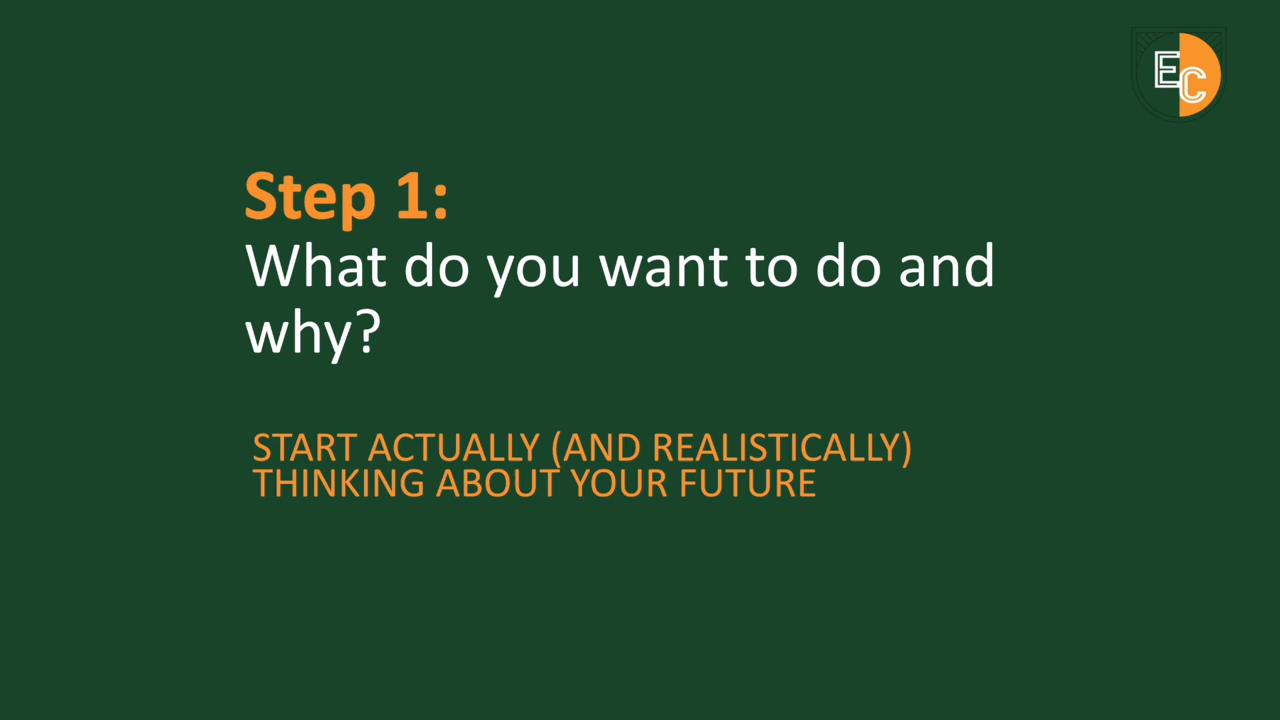 EC
Step 1:
What do you want to do and
why?
START ACTUALLY (AND REALISTICALLY)
THINKING ABOUT YOUR FUTURE